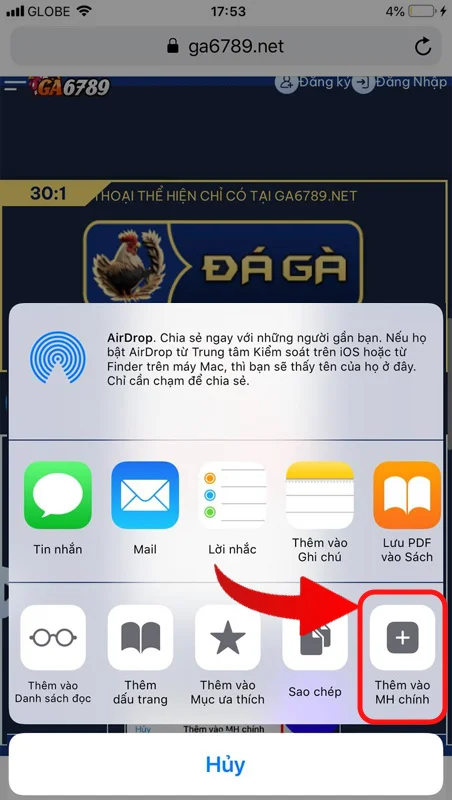 GLOBE 17:53 4%
ga6789.net
GA6789 Đăng ký Đăng Nhập
30:1 THOẠI THỂ HIỆN CHỈ CÓ TẠI GA6789.NET
ĐÁ GÀ
AirDrop. Chia sẻ ngay với những người gần bạn. Nếu họ
bật AirDrop từ Trung tâm Kiểm soát trên iOS hoặc từ
Finder trên máy Mac, thì bạn sẽ thấy tên của họ ở đây.
Chỉ cần chạm để chia sẻ.
Tin nhắn
Mail
Lời nhắc
Thêm vào
Ghi chú
Lưu PDF
vào Sách
Thêm vào
Danh sách đọc
Thêm
dấu trang
Thêm vào
Mục ưa thích
Sao chép
Thêm vào
MH chính
Hủy Thêm vào MH chính
Hủy